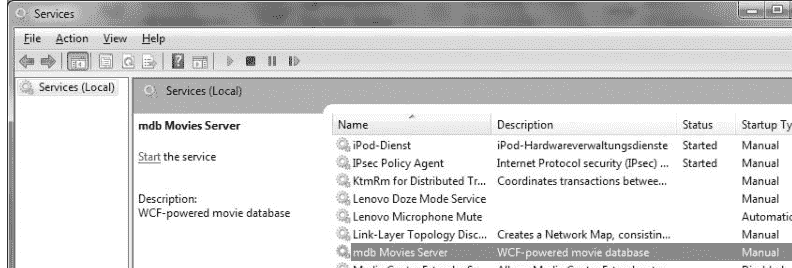 Services
File Action View Help
Services (Local)
Services (Local)
mdb Movies Server
Start the service
Description:
WCF-powered movie database
Name Description Status Startup Ty
iPod-Dienst iPod-Hardwareverwaltungsdienste Started Manual
IPsec Policy Agent Internet Protocol security (IPsec) ... Started Manual
KtmRm for Distributed Tr... Coordinates transactions betwee... Manual
Lenovo Doze Mode Service Manual
Lenovo Microphone Mute Automatic
Link-Layer Topology Disc... Creates a Network Map, consistin... Manual
mdb Movies Server WCF-powered movie database Manual